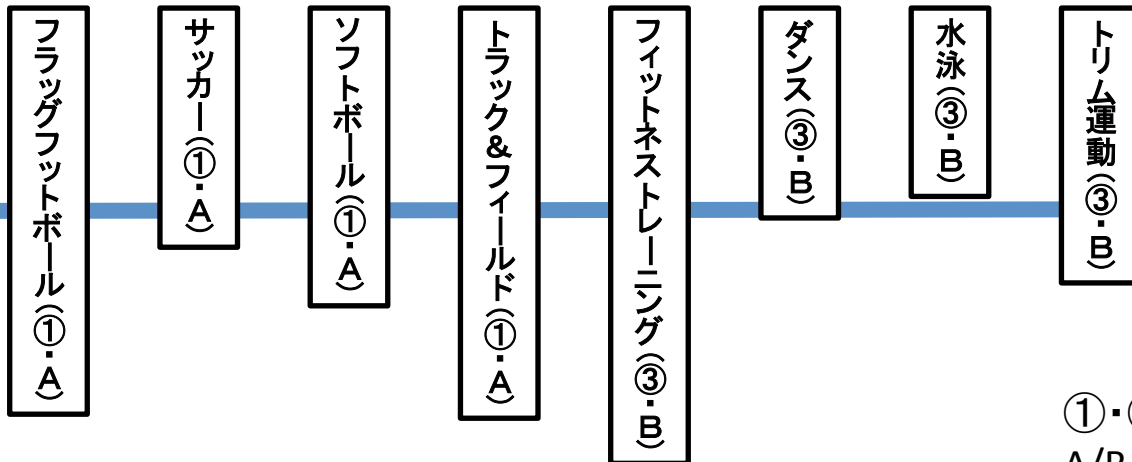 フラッグフットボール(①・A)
サッカー(①・A)
ソフトボール(①・A)
トラック&フィールド(①・A)
フィットネストレーニング(③・B)
ダンス(③・B)
水泳(③・B)
トリム運動(③・B)
①・
A/B